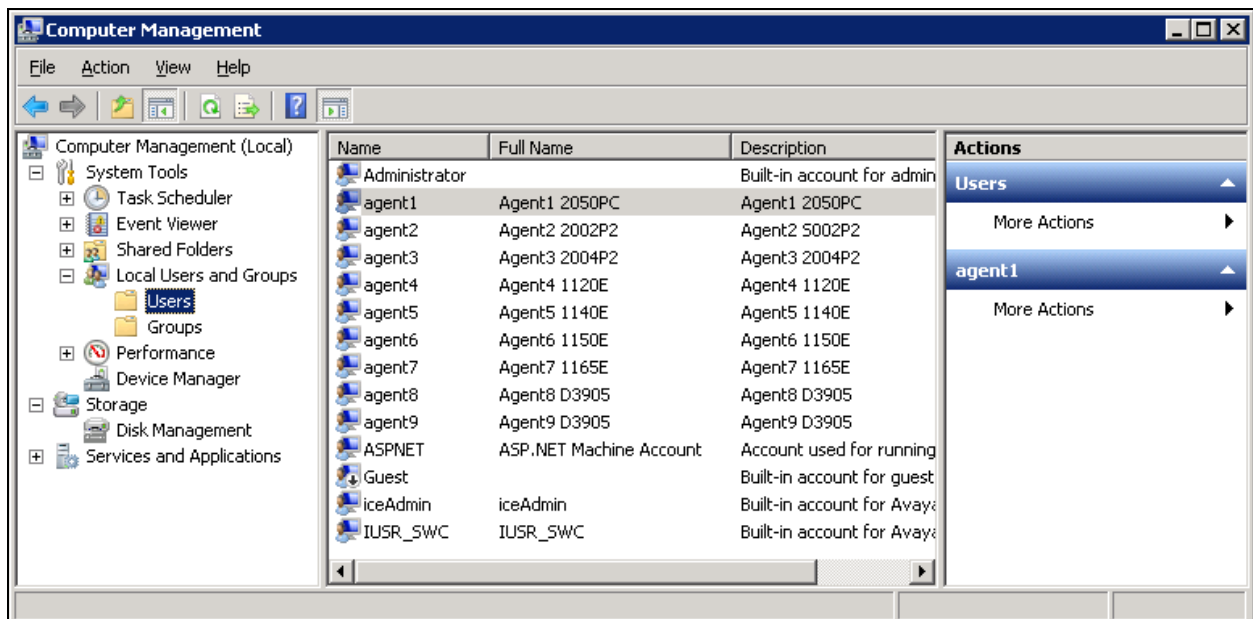 Computer Management
File Action View Help
Computer Management (Local)
System Tools
Task Scheduler
Event Viewer
Shared Folders
Local Users and Groups
Users
Groups
Performance
Device Manager
Storage
Disk Management
Services and Applications
Name Full Name Description
Administrator Built-in account for admin
agent1 Agent1 2050PC Agent1 2050PC
agent2 Agent2 2002P2 Agent2 S002P2
agent3 Agent3 2004P2 Agent3 2004P2
agent4 Agent4 1120E Agent4 1120E
agent5 Agent5 1140E Agent5 1140E
agent6 Agent6 1150E Agent6 1150E
agent7 Agent7 1165E Agent7 1165E
agent8 Agent8 D3905 Agent8 D3905
agent9 Agent9 D3905 Agent9 D3905
ASPNET ASP.NET Machine Account Account used for running
Guest Built-in account for guest
iceAdmin iceAdmin Built-in account for Avaya
IUSR_SWC IUSR_SWC Built-in account for Avaya
Actions
Users
More Actions
agent1
More Actions